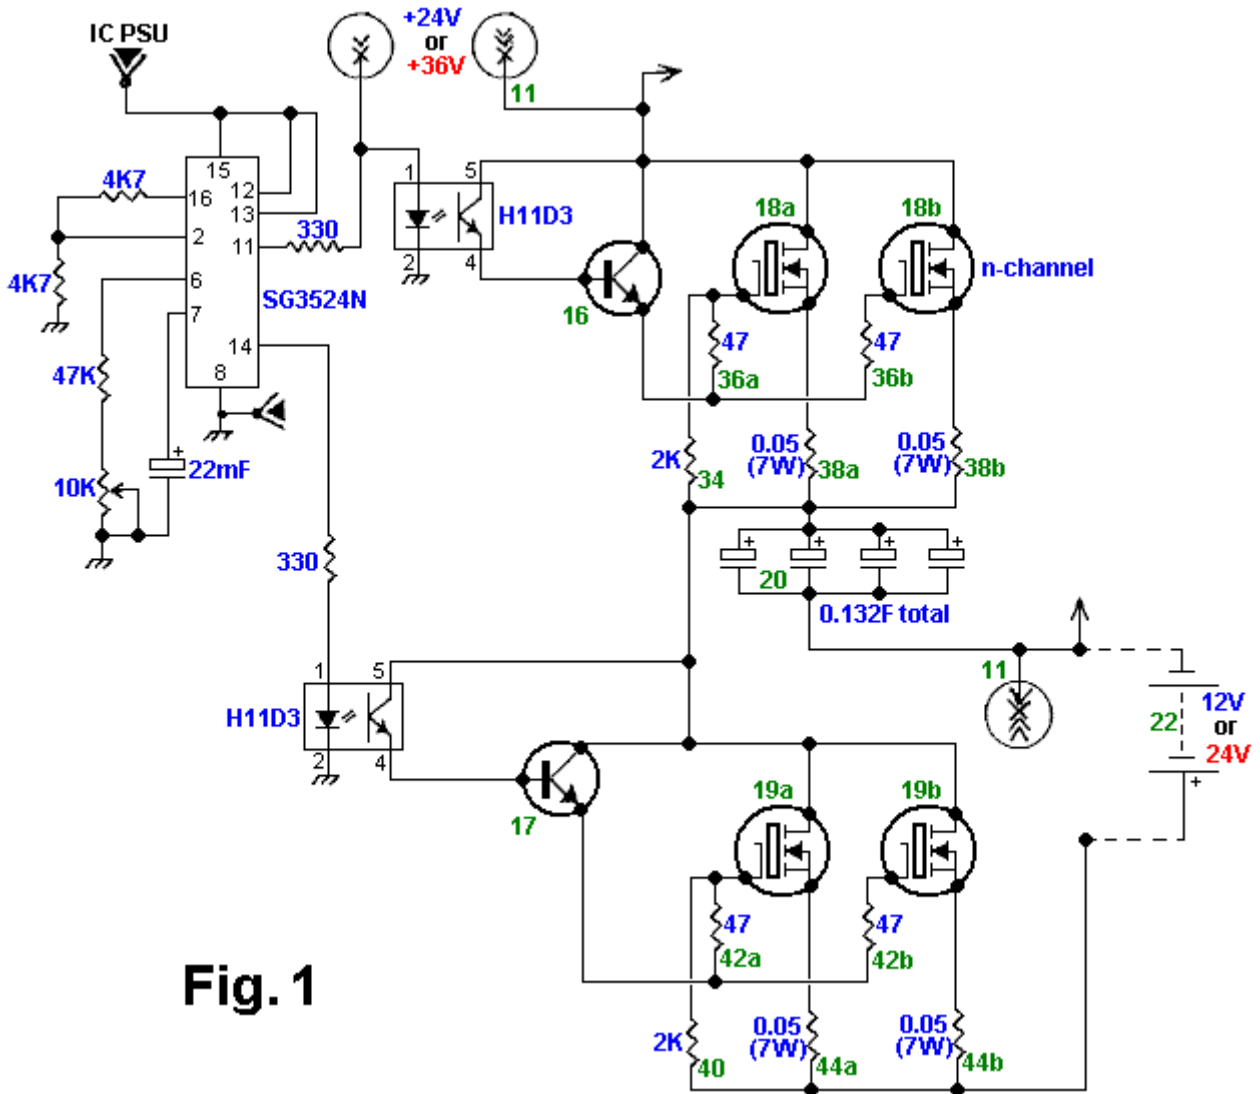 IC PSU
+24V
or
+36V
11
15
4K7
16
12
13
2
11
330
4K7
6
7
SG3524N
14
8
47K
22mF
10K
330
1
5
H11D3
2
4
16
18a
18b
n-channel
47
36a
47
36b
2K
34
0.05
(7W)
38a
0.05
(7W)
38b
20
0.132F total
11
22
12V
or
24V
1
5
H11D3
2
4
17
19a
19b
47
42a
47
42b
2K
40
0.05
(7W)
44a
0.05
(7W)
44b
+
+
+
+
+
+
Fig. 1